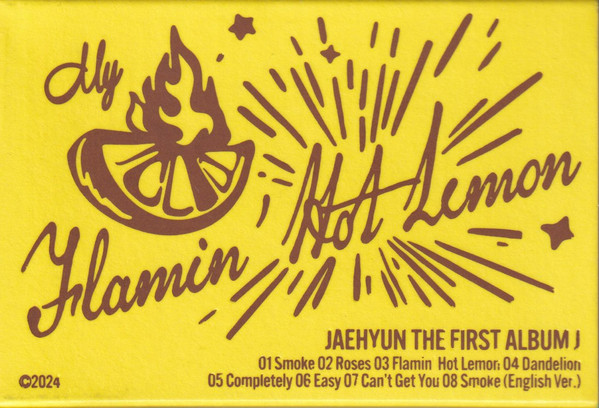 My
Flamin
Hot Lemon
JAEHYUN THE FIRST ALBUM J
01 Smoke 02 Roses 03 Flamin Hot Lemon 04 Dandelion
05 Completely 06 Easy 07 Can't Get You 08 Smoke (English Ver.)
©2024